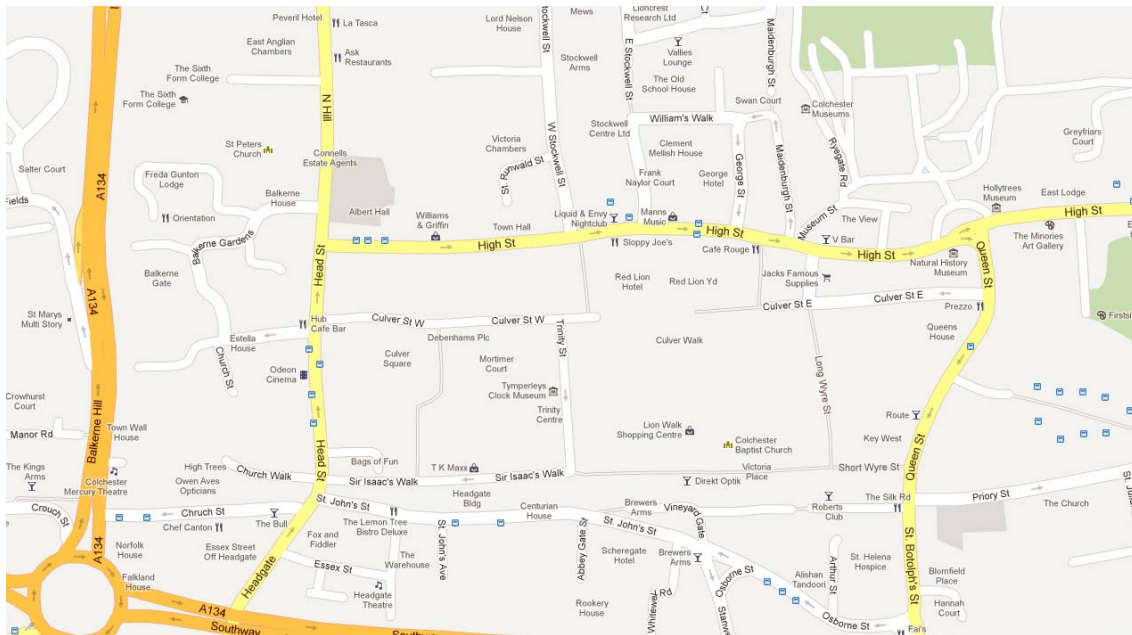 Peveril Hotel
La Tasca
East Anglian
Chambers
Ask
Restaurants
The Sixth
Form College
The Sixth
Form College
N Hill
St Peters
Church
Connells
Estate Agents
Salter Court
Fields
A134
Freda Gunton
Lodge
Balkerne
House
Orientation
Albert Hall
Balkerne Gardens
Balkerne
Gate
A134
St Marys
Multi Story
Lord Nelson
House
W Stockwell St
Mews
Stockwell
Arms
E Stockwell St
Lioncrest
Research Ltd
Vallies
Lounge
The Old
School House
Maidenburgh St
Swan Court
Colchester
Museums
Stockwell
Centre Ltd
William's Walk
Victoria
Chambers
St. Runwald St
W Stockwell St
Clement
Mellish House
Frank
Naylor Court
George
Hotel
George St
Maidenburgh St
Ryegate Rd
Greyfriars
Court
Hollytrees
Museum
East Lodge
High St
The Minories
Art Gallery
Williams
& Griffin
Town Hall
Liquid & Envy
Nightclub
Manns
Music
High St
Sloppy Joe's
High St
Café Rouge
Museum St
The View
V Bar
High St
Natural History
Museum
Queen St
Head St
Red Lion
Hotel
Red Lion Yd
Jacks Famous
Supplies
Culver St E
Culver St E
Prezzo
Firstsi
Hub
Cafe Bar
Culver St W
Culver St W
Estella
House
Church St
Debenhams Plc
Trinity St
Culver Walk
Queens
House
Culver
Square
Mortimer
Court
Odeon
Cinema
Tymperleys
Clock Museum
Trinity
Centre
Long Wyre St
Crowhurst
Court
Balkerne Hill
Town Wall
House
Manor Rd
Lion Walk
Shopping Centre
Colchester
Baptist Church
Route
Key West
Queen St
The Kings
Arms
Colchester
Mercury Theatre
High Trees
Owen Aves
Opticians
Church Walk
Head St
Bags of Fun
T K Maxx
Sir Isaac's Walk
Sir Isaac's Walk
Headgate
Bldg
Victoria
Place
Short Wyre St
Direkt Optik
The Silk Rd
Priory St
The Church
St. Juli
Crouch St
Chruch St
Chef Canton
The Bull
St. John's St
The Lemon Tree
Bistro Deluxe
St. John's Ave
Centurian
House
Brewers
Arms
Vineyard Gate
Roberts
Club
St. John's St
A134
Norfolk
House
Essex Street
Off Headgate
Fox and
Fiddler
The
Warehouse
Abbey Gate St
Scheregate
Hotel
Brewers
Arms
Osborne St
Alishan
Tandoori
Arthur St
St. Helena
Hospice
St. Botolph's St
Blomfield
Place
Hannah
Court
Falkland
House
Headgate
Essex St
Headgate
Theatre
Rookery
House
Whitewell Rd
Stanw
Osborne St
Fai's
A134
Southway
Southw